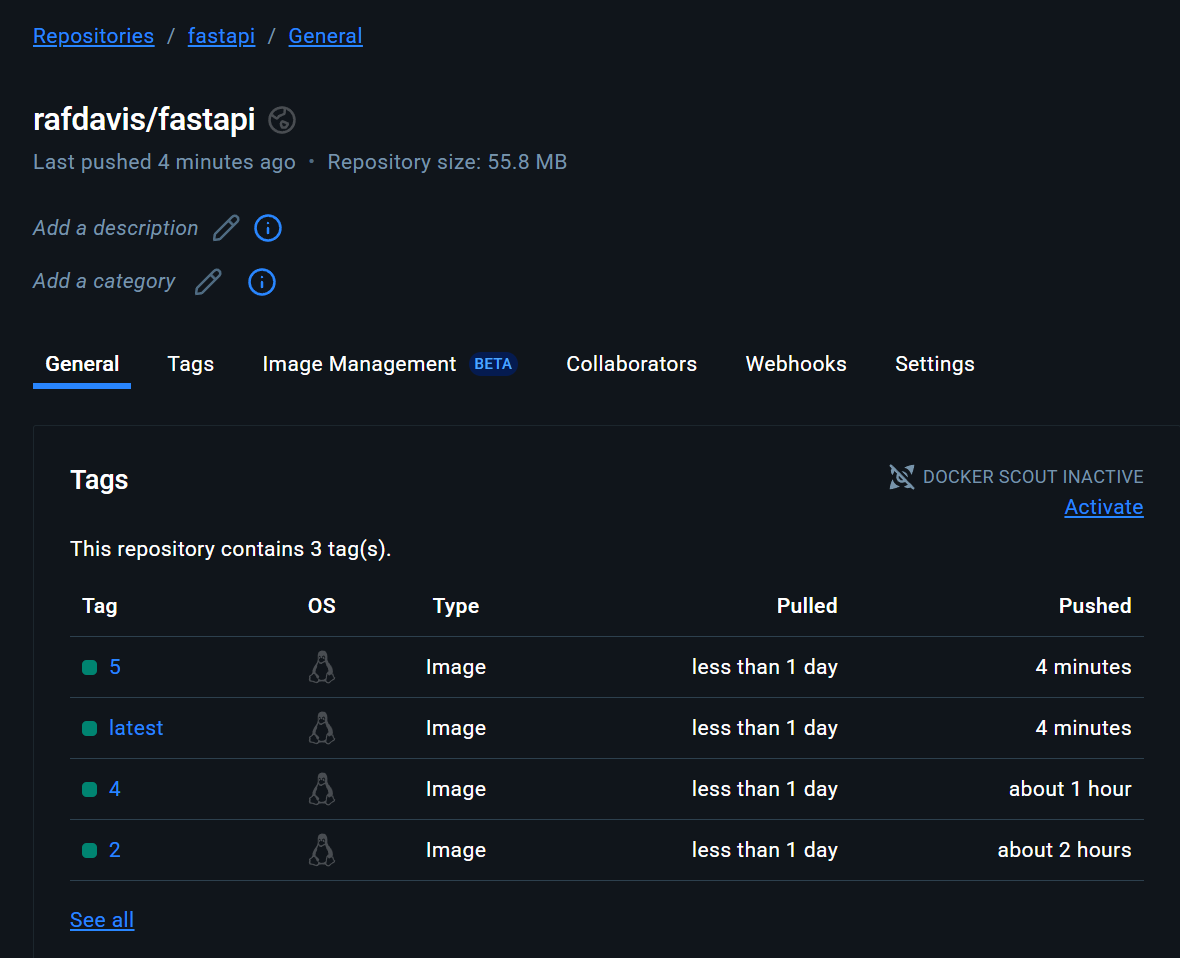 Repositories / fastapi / General
rafdavis/fastapi
Last pushed 4 minutes ago • Repository size: 55.8 MB
Add a description
Add a category
General Tags Image Management BETA Collaborators Webhooks Settings
Tags
DOCKER SCOUT INACTIVE
Activate
This repository contains 3 tag(s).
Tag OS Type Pulled Pushed
5 Image less than 1 day 4 minutes
latest Image less than 1 day 4 minutes
4 Image less than 1 day about 1 hour
2 Image less than 1 day about 2 hours
See all